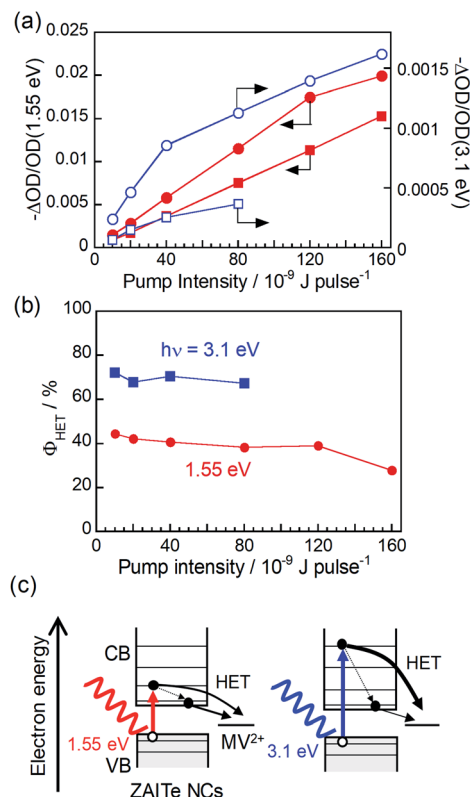 (a)
0.025
0.02
0.015
0.01
0.005
0
-ΔOD/OD(1.55 eV)
0.0015
0.001
0.0005
0
-ΔOD/OD(3.1 eV)
0 40 80 120 160
Pump Intensity / 10⁻⁹ J pulse⁻¹
(b)
100
80
60
40
20
0
Φ_HET / %
hν = 3.1 eV
1.55 eV
0 40 80 120 160
Pump intensity / 10⁻⁹ J pulse⁻¹
(c)
Electron energy
CB
HET
1.55 eV
MV²⁺
VB
ZAITe NCs
HET
3.1 eV